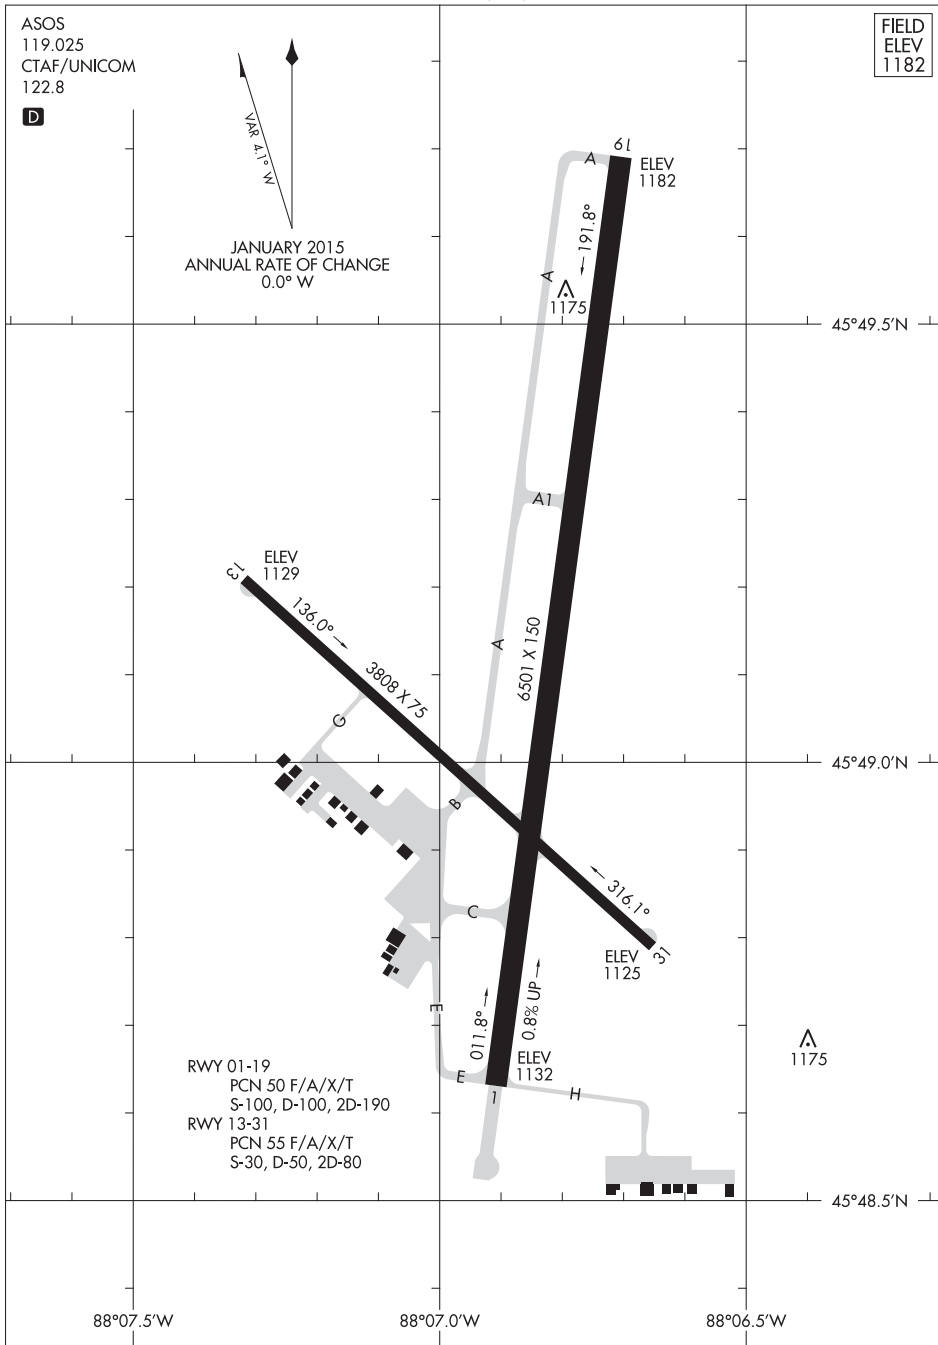 ASOS
119.025
CTAF/UNICOM
122.8
D
FIELD
ELEV
1182
VAR 4.1° W
JANUARY 2015
ANNUAL RATE OF CHANGE
0.0° W
19
A
ELEV
1182
191.8°
A
1175
45°49.5'N
A1
ELEV
1129
13
136.0°
3808 X 75
6501 X 150
A
G
45°49.0'N
B
C
316.1°
31
ELEV
1125
E
011.8°
0.8% UP
1175
ELEV
1132
E
1
H
RWY 01-19
PCN 50 F/A/X/T
S-100, D-100, 2D-190
RWY 13-31
PCN 55 F/A/X/T
S-30, D-50, 2D-80
45°48.5'N
88°07.5'W
88°07.0'W
88°06.5'W